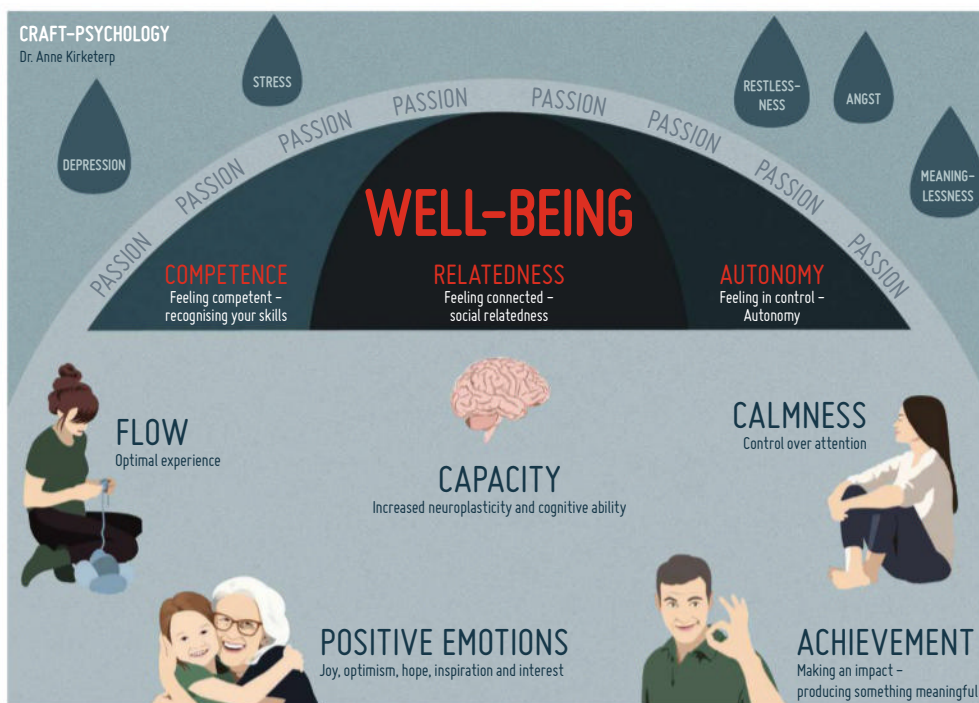 CRAFT-PSYCHOLOGY
Dr. Anne Kirketerp
STRESS
DEPRESSION
RESTLESS-
NESS
ANGST
MEANING-
LESSNESS
PASSION
PASSION
PASSION
PASSION
PASSION
PASSION
PASSION
PASSION
WELL-BEING
COMPETENCE
Feeling competent –
recognising your skills
RELATEDNESS
Feeling connected –
social relatedness
AUTONOMY
Feeling in control –
Autonomy
FLOW
Optimal experience
CAPACITY
Increased neuroplasticity and cognitive ability
CALMNESS
Control over attention
POSITIVE EMOTIONS
Joy, optimism, hope, inspiration and interest
ACHIEVEMENT
Making an impact –
producing something meaningful